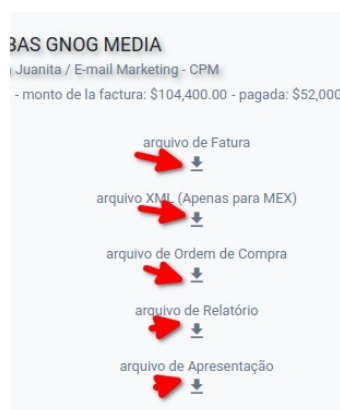 BAS GNOG MEDIA
Juanita / E-mail Marketing - CPM
- monto de la factura: $104,400.00 - pagada: $52,000
arquivo de Fatura
arquivo XML (Apenas para MEX)
arquivo de Ordem de Compra
arquivo de Relatório
arquivo de Apresentação